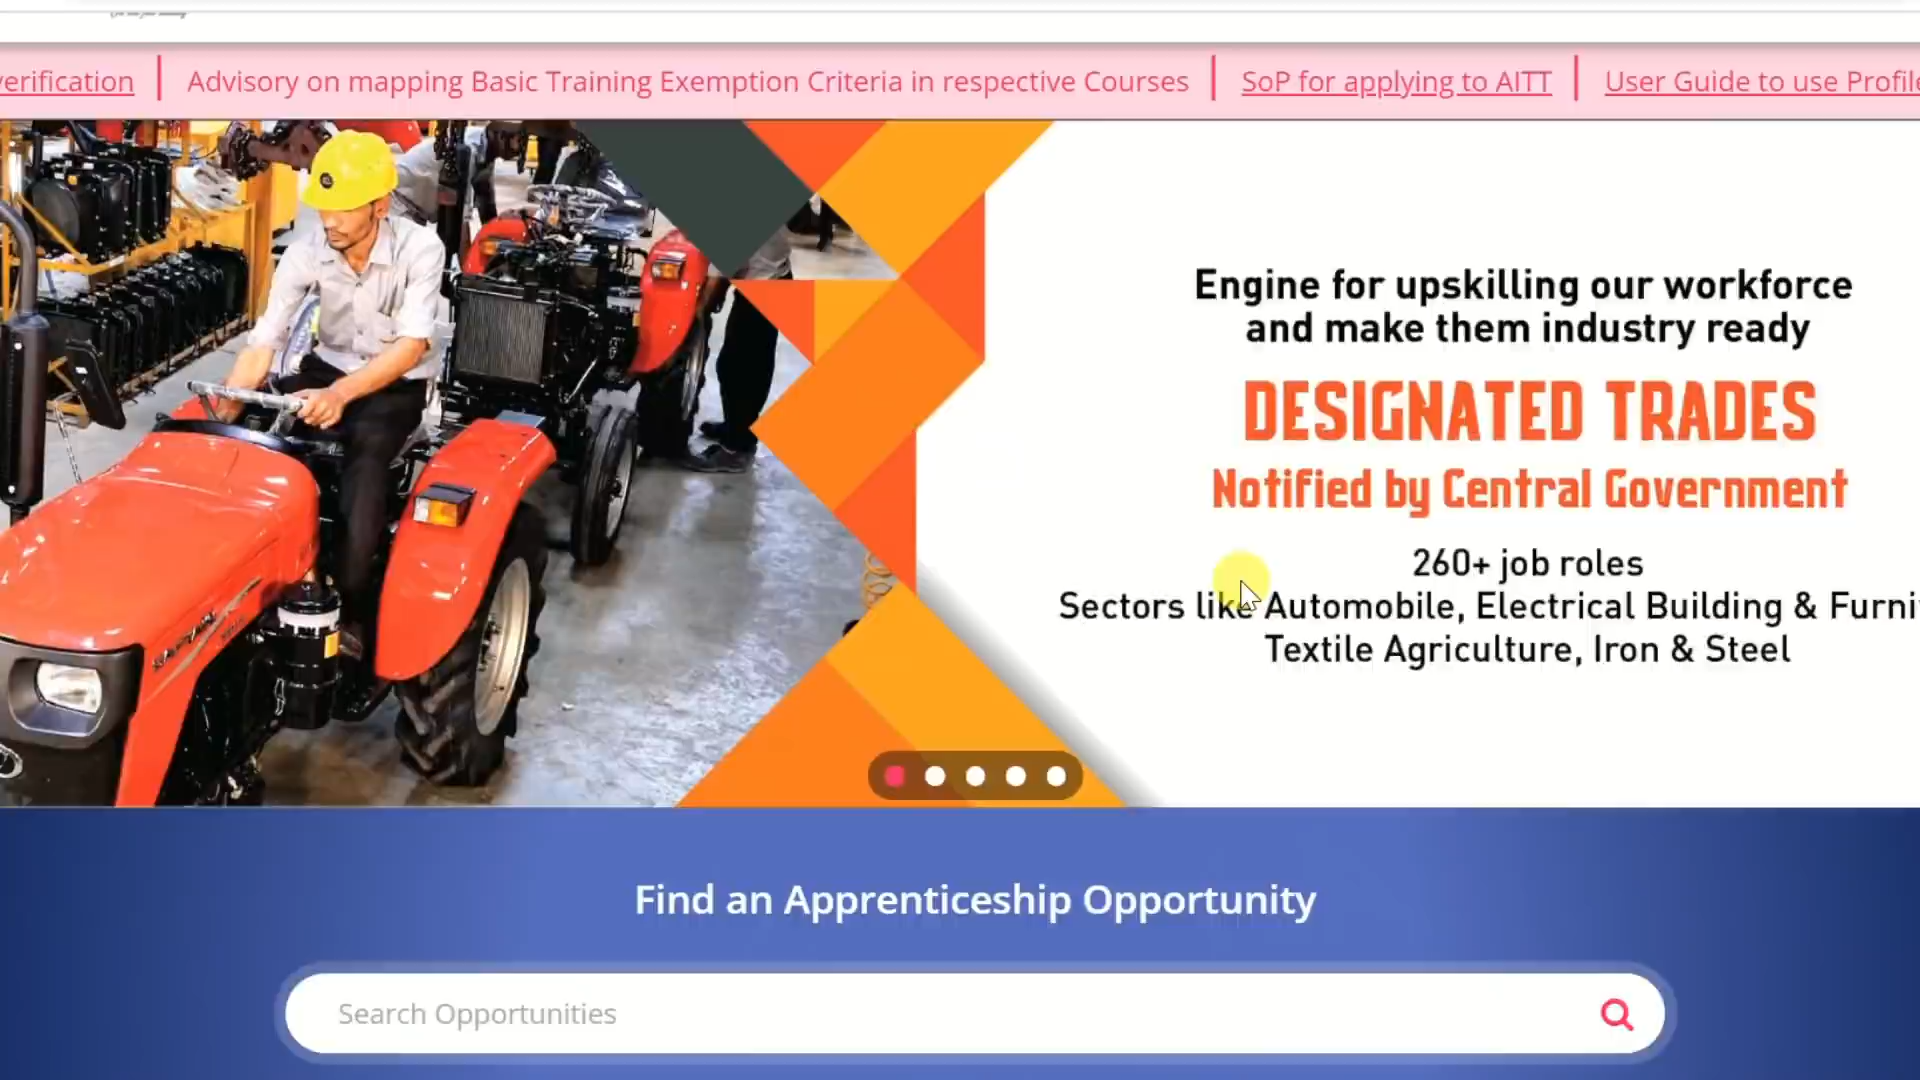 verification
Advisory on mapping Basic Training Exemption Criteria in respective Courses
SoP for applying to AITT
User Guide to use Profile
Engine for upskilling our workforce
and make them industry ready
DESIGNATED TRADES
Notified by Central Government
260+ job roles
Sectors like Automobile, Electrical Building & Furni
Textile Agriculture, Iron & Steel
Find an Apprenticeship Opportunity
Search Opportunities